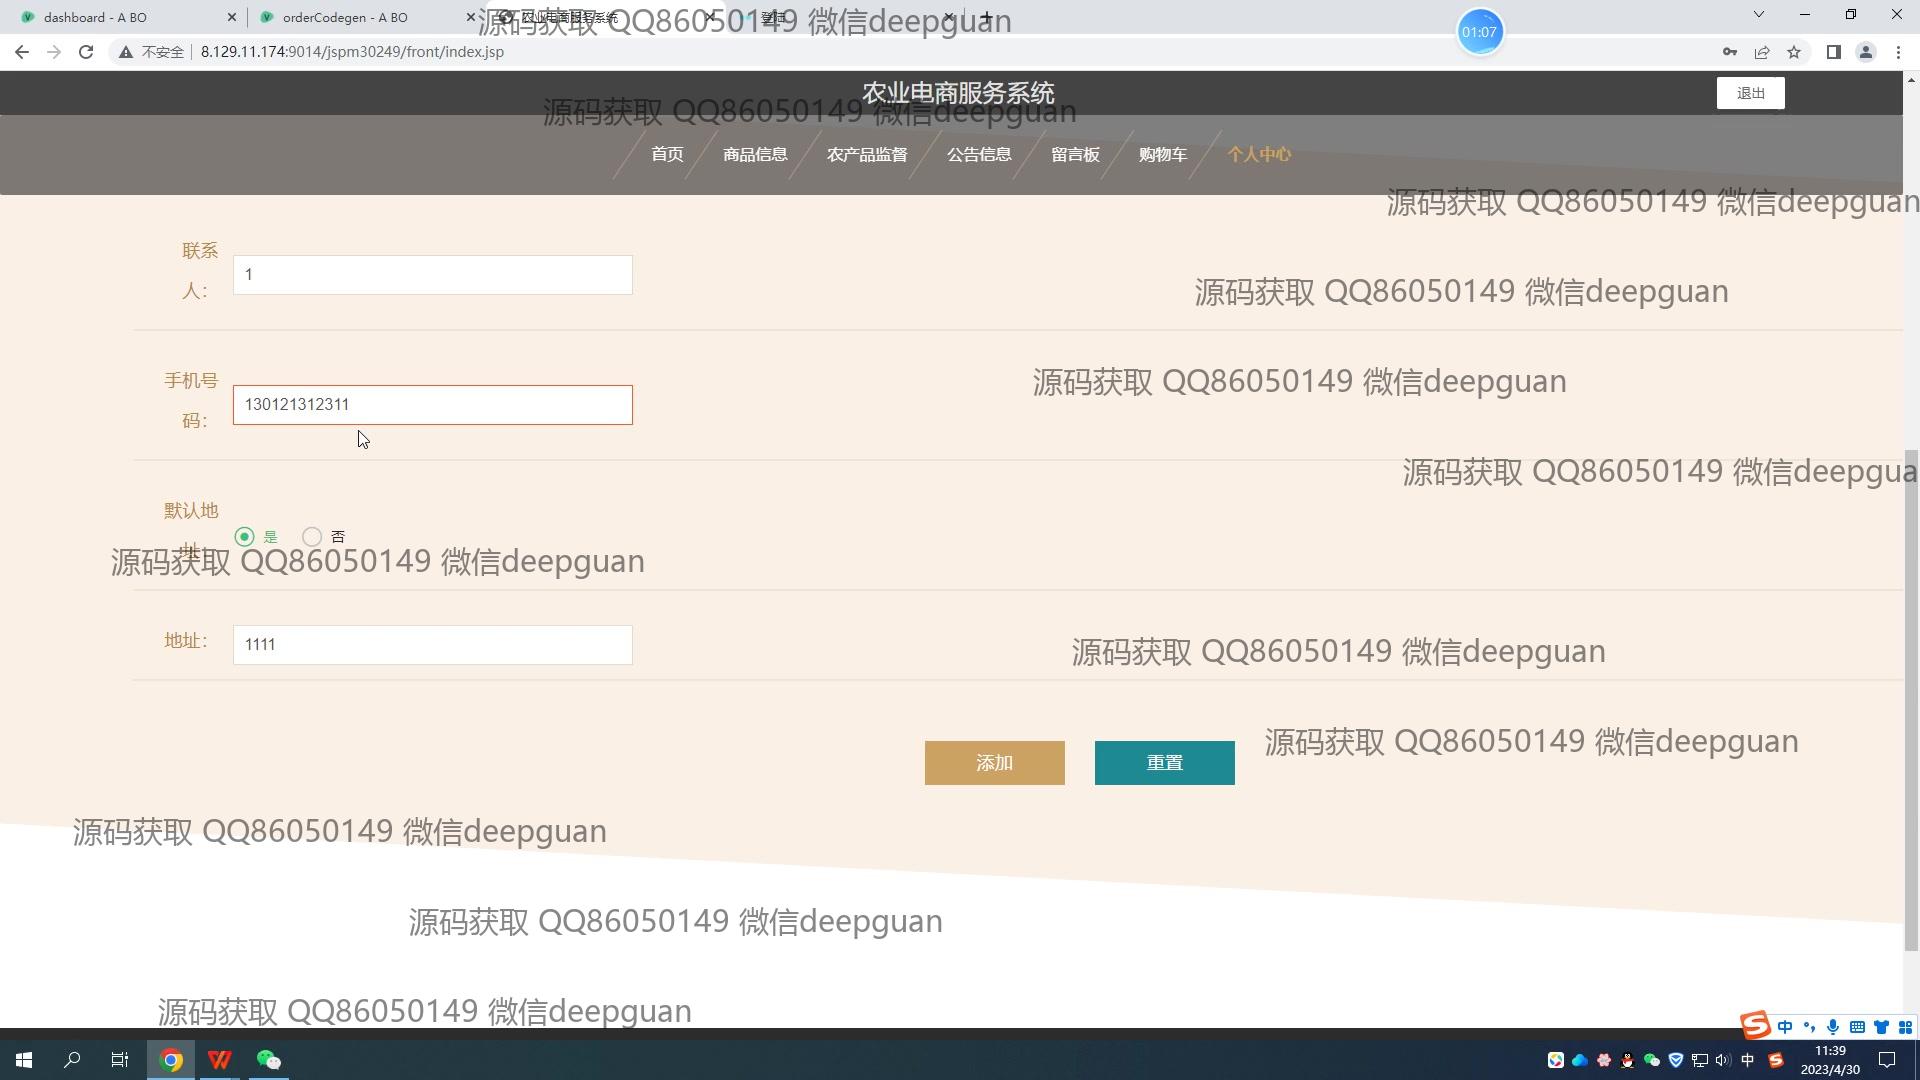 dashboard - A BO
orderCodegen - A BO
农业电商服务系统
登陆
源码获取 QQ86050149 微信deepguan
01:07
不安全
8.129.11.174:9014/jspm30249/front/index.jsp
农业电商服务系统
退出
源码获取 QQ86050149 微信deepguan
首页
商品信息
农产品监督
公告信息
留言板
购物车
个人中心
源码获取 QQ86050149 微信deepguan
联系
人：
1
源码获取 QQ86050149 微信deepguan
手机号
码：
130121312311
源码获取 QQ86050149 微信deepguan
源码获取 QQ86050149 微信deepgua
默认地
址：
是
否
源码获取 QQ86050149 微信deepguan
地址：
1111
源码获取 QQ86050149 微信deepguan
添加
重置
源码获取 QQ86050149 微信deepguan
源码获取 QQ86050149 微信deepguan
源码获取 QQ86050149 微信deepguan
源码获取 QQ86050149 微信deepguan
中
中
11:39
2023/4/30